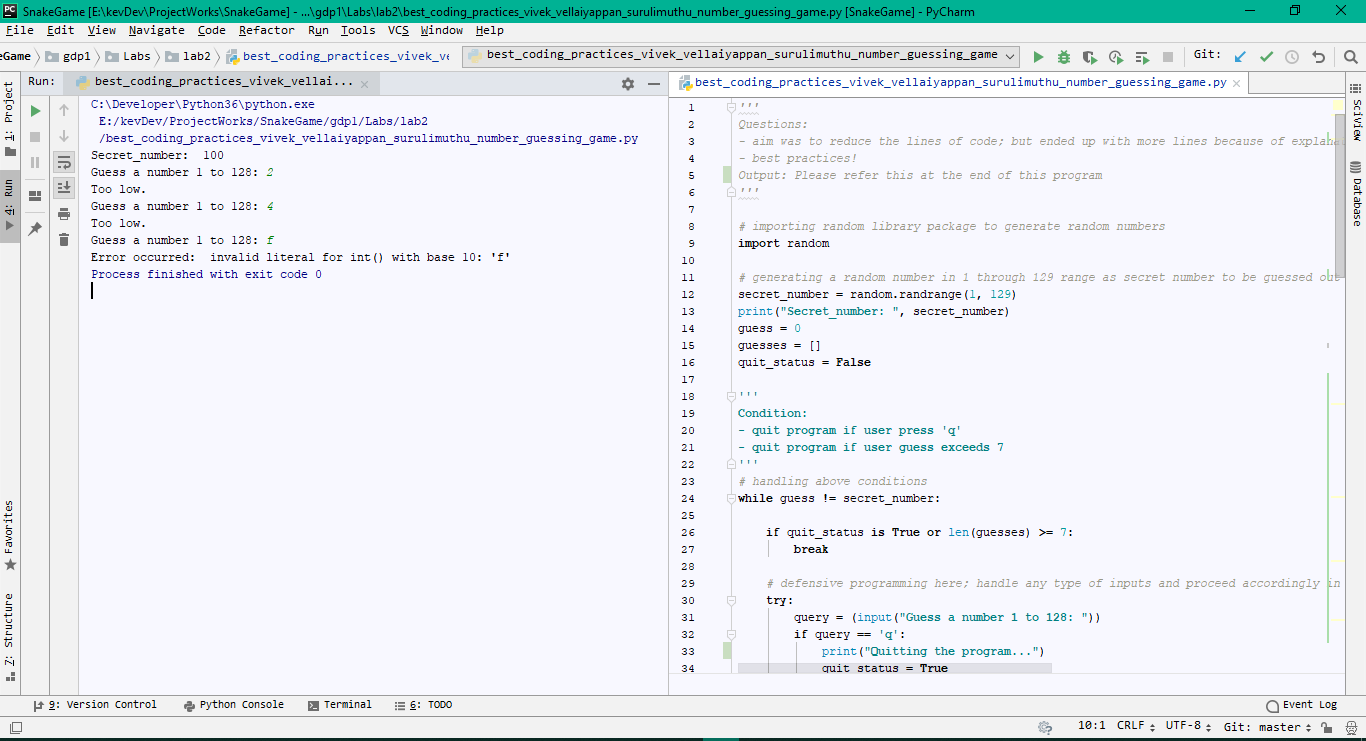 SnakeGame [E:\kevDev\ProjectWorks\SnakeGame] - ...\gdp1\Labs\lab2\best_coding_practices_vivek_vellaiyappan_surulimuthu_number_guessing_game.py [SnakeGame] - PyCharm
File Edit View Navigate Code Refactor Run Tools VCS Window Help
eGame gdp1 Labs lab2 best_coding_practices_vivek_ve best_coding_practices_vivek_vellaiyappan_surulimuthu_number_guessing_game Git:
Run: best_coding_practices_vivek_vellai...
best_coding_practices_vivek_vellaiyappan_surulimuthu_number_guessing_game.py
1: Project
4: Run
Favorites
Z: Structure
C:\Developer\Python36\python.exe
E:/kevDev/ProjectWorks/SnakeGame/gdp1/Labs/lab2
/best_coding_practices_vivek_vellaiyappan_surulimuthu_number_guessing_game.py
Secret_number:  100
Guess a number 1 to 128: 2
Too low.
Guess a number 1 to 128: 4
Too low.
Guess a number 1 to 128: f
Error occurred:  invalid literal for int() with base 10: 'f'
Process finished with exit code 0
1 '''
2 Questions:
3 - aim was to reduce the lines of code; but ended up with more lines because of explana
4 - best practices!
5 Output: Please refer this at the end of this program
6 '''
7
8 # importing random library package to generate random numbers
9 import random
10
11 # generating a random number in 1 through 129 range as secret number to be guessed out
12 secret_number = random.randrange(1, 129)
13 print("Secret_number: ", secret_number)
14 guess = 0
15 guesses = []
16 quit_status = False
17
18 '''
19 Condition:
20 - quit program if user press 'q'
21 - quit program if user guess exceeds 7
22 '''
23 # handling above conditions
24 while guess != secret_number:
25
26 if quit_status is True or len(guesses) >= 7:
27 break
28
29 # defensive programming here; handle any type of inputs and proceed accordingly in
30 try:
31 query = (input("Guess a number 1 to 128: "))
32 if query == 'q':
33 print("Quitting the program...")
34 quit_status = True
SciView
Database
9: Version Control Python Console Terminal 6: TODO Event Log
10:1 CRLF UTF-8 Git: master